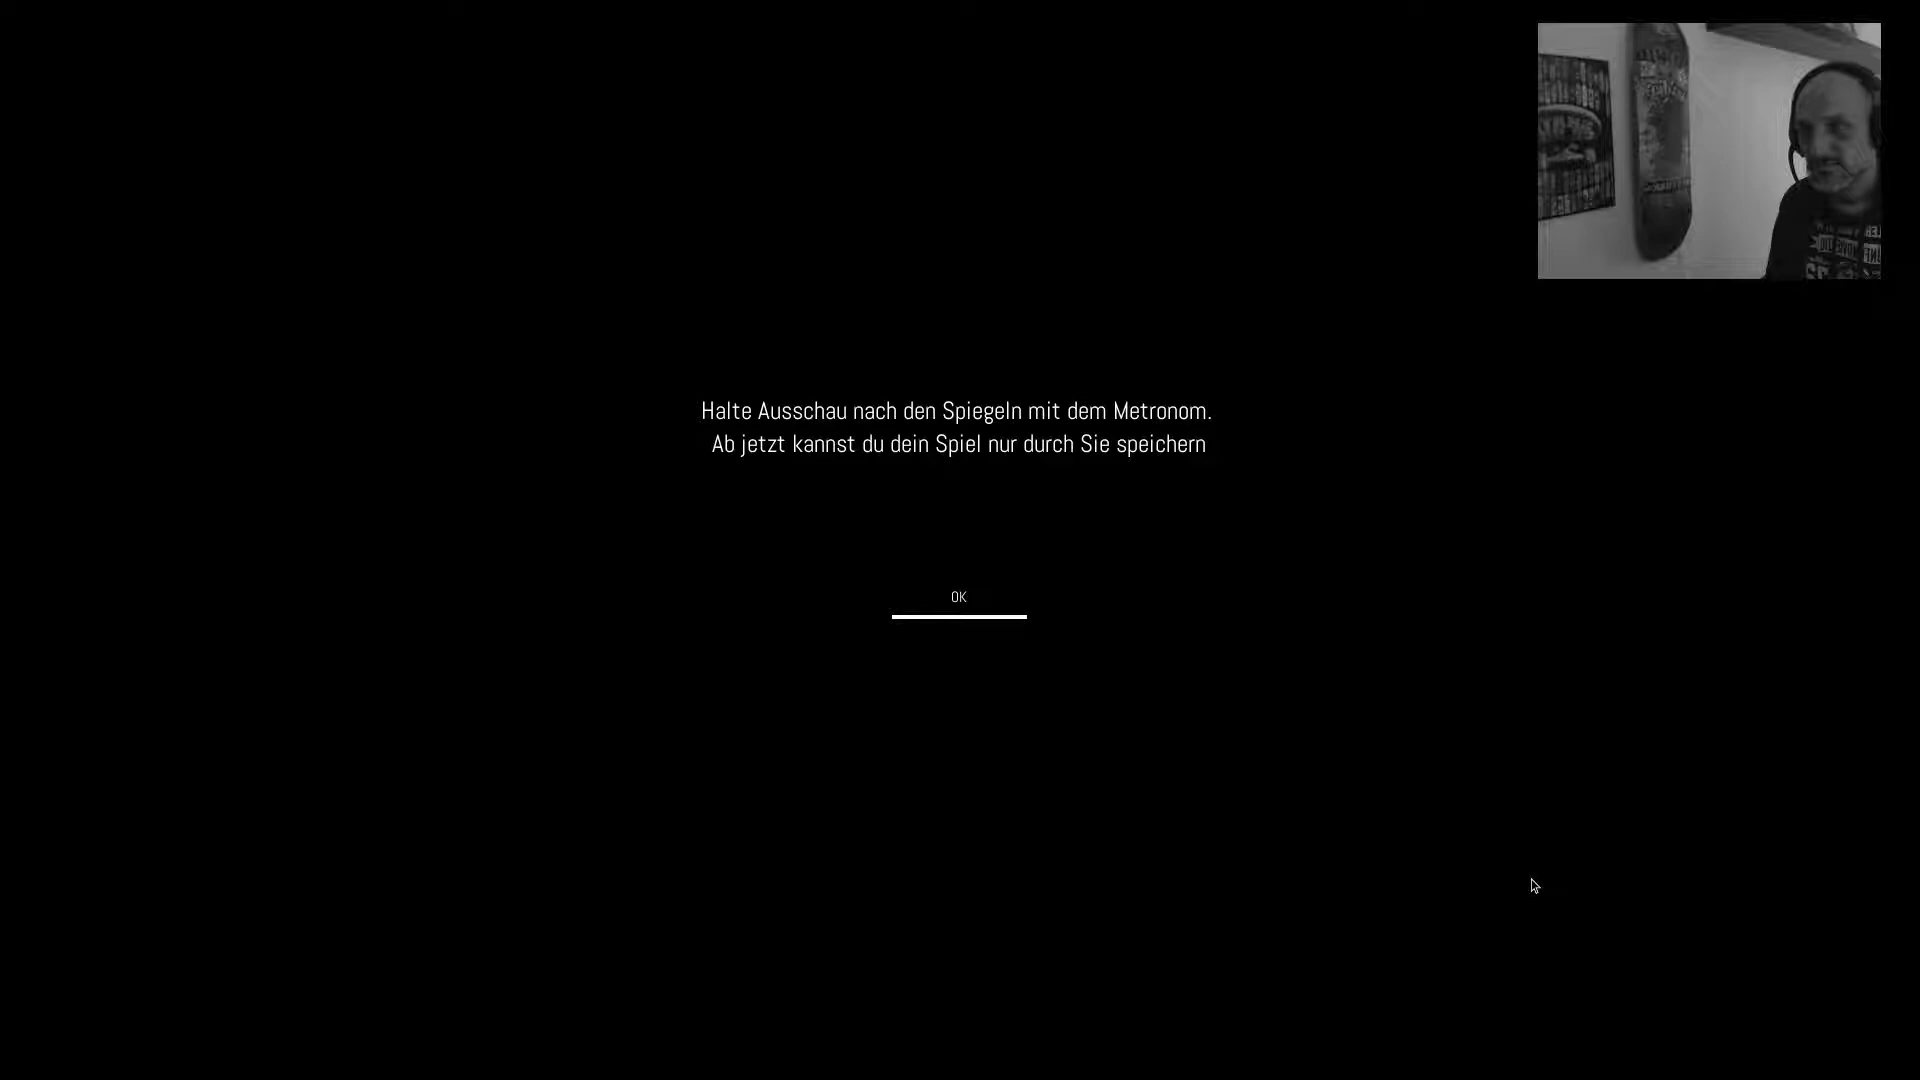 Halte Ausschau nach den Spiegeln mit dem Metronom.
Ab jetzt kannst du dein Spiel nur durch Sie speichern
OK